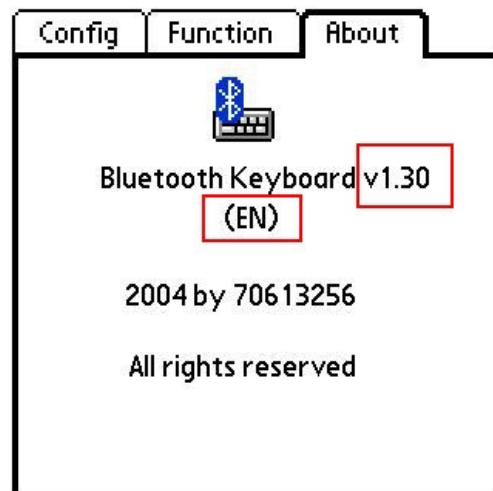 Config Function About
Bluetooth Keyboard v1.30
(EN)
2004 by 70613256
All rights reserved